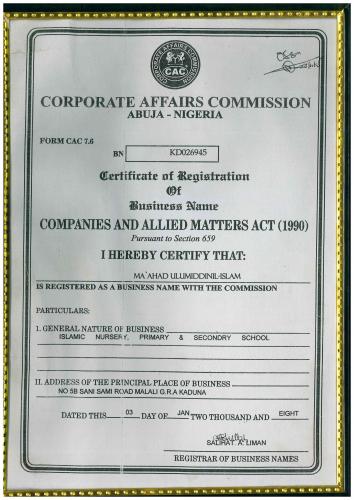 CORPORATE AFFAIRS COMMISSION
CAC
CORPORATE AFFAIRS COMMISSION
ABUJA - NIGERIA
FORM CAC 7.6
BN KD026945
Certificate of Registration
Of
Business Name
COMPANIES AND ALLIED MATTERS ACT (1990)
Pursuant to Section 659
I HEREBY CERTIFY THAT:
MA'AHAD ULUMIDDINIL-ISLAM
IS REGISTERED AS A BUSINESS NAME WITH THE COMMISSION
PARTICULARS:
I. GENERAL NATURE OF BUSINESS
ISLAMIC NURSERY, PRIMARY & SECONDRY SCHOOL
II. ADDRESS OF THE PRINCIPAL PLACE OF BUSINESS
NO 5B SANI SAMI ROAD MALALI G.R.A KADUNA
DATED THIS 03 DAY OF JAN TWO THOUSAND AND EIGHT
SALIHAT. A. LIMAN
REGISTRAR OF BUSINESS NAMES